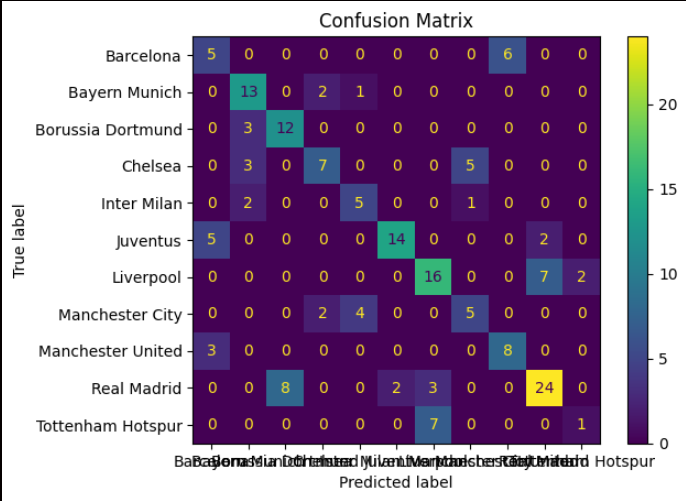 Confusion Matrix
Barcelona 5 0 0 0 0 0 0 0 6 0 0
Bayern Munich 0 13 0 2 1 0 0 0 0 0 0
Borussia Dortmund 0 3 12 0 0 0 0 0 0 0 0
Chelsea 0 3 0 7 0 0 0 5 0 0 0
Inter Milan 0 2 0 0 5 0 0 1 0 0 0
Juventus 5 0 0 0 0 14 0 0 0 2 0
Liverpool 0 0 0 0 0 0 16 0 0 7 2
Manchester City 0 0 0 2 4 0 0 5 0 0 0
Manchester United 3 0 0 0 0 0 0 0 8 0 0
Real Madrid 0 0 8 0 0 2 3 0 0 24 0
Tottenham Hotspur 0 0 0 0 0 0 7 0 0 0 1
True label
Predicted label
20
15
10
5
0
Hotspur